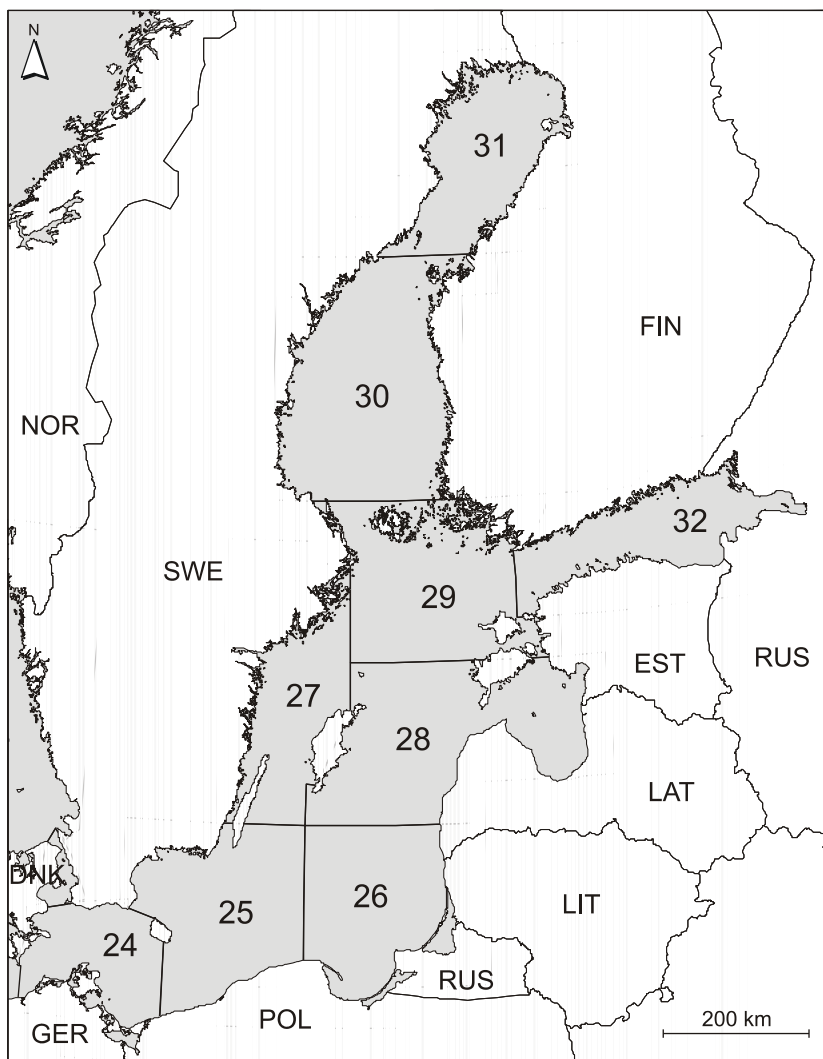 N
31
FIN
30
NOR
32
SWE
29
EST
RUS
27
28
LAT
DNK
26
LIT
25
24
RUS
200 km
POL
GER